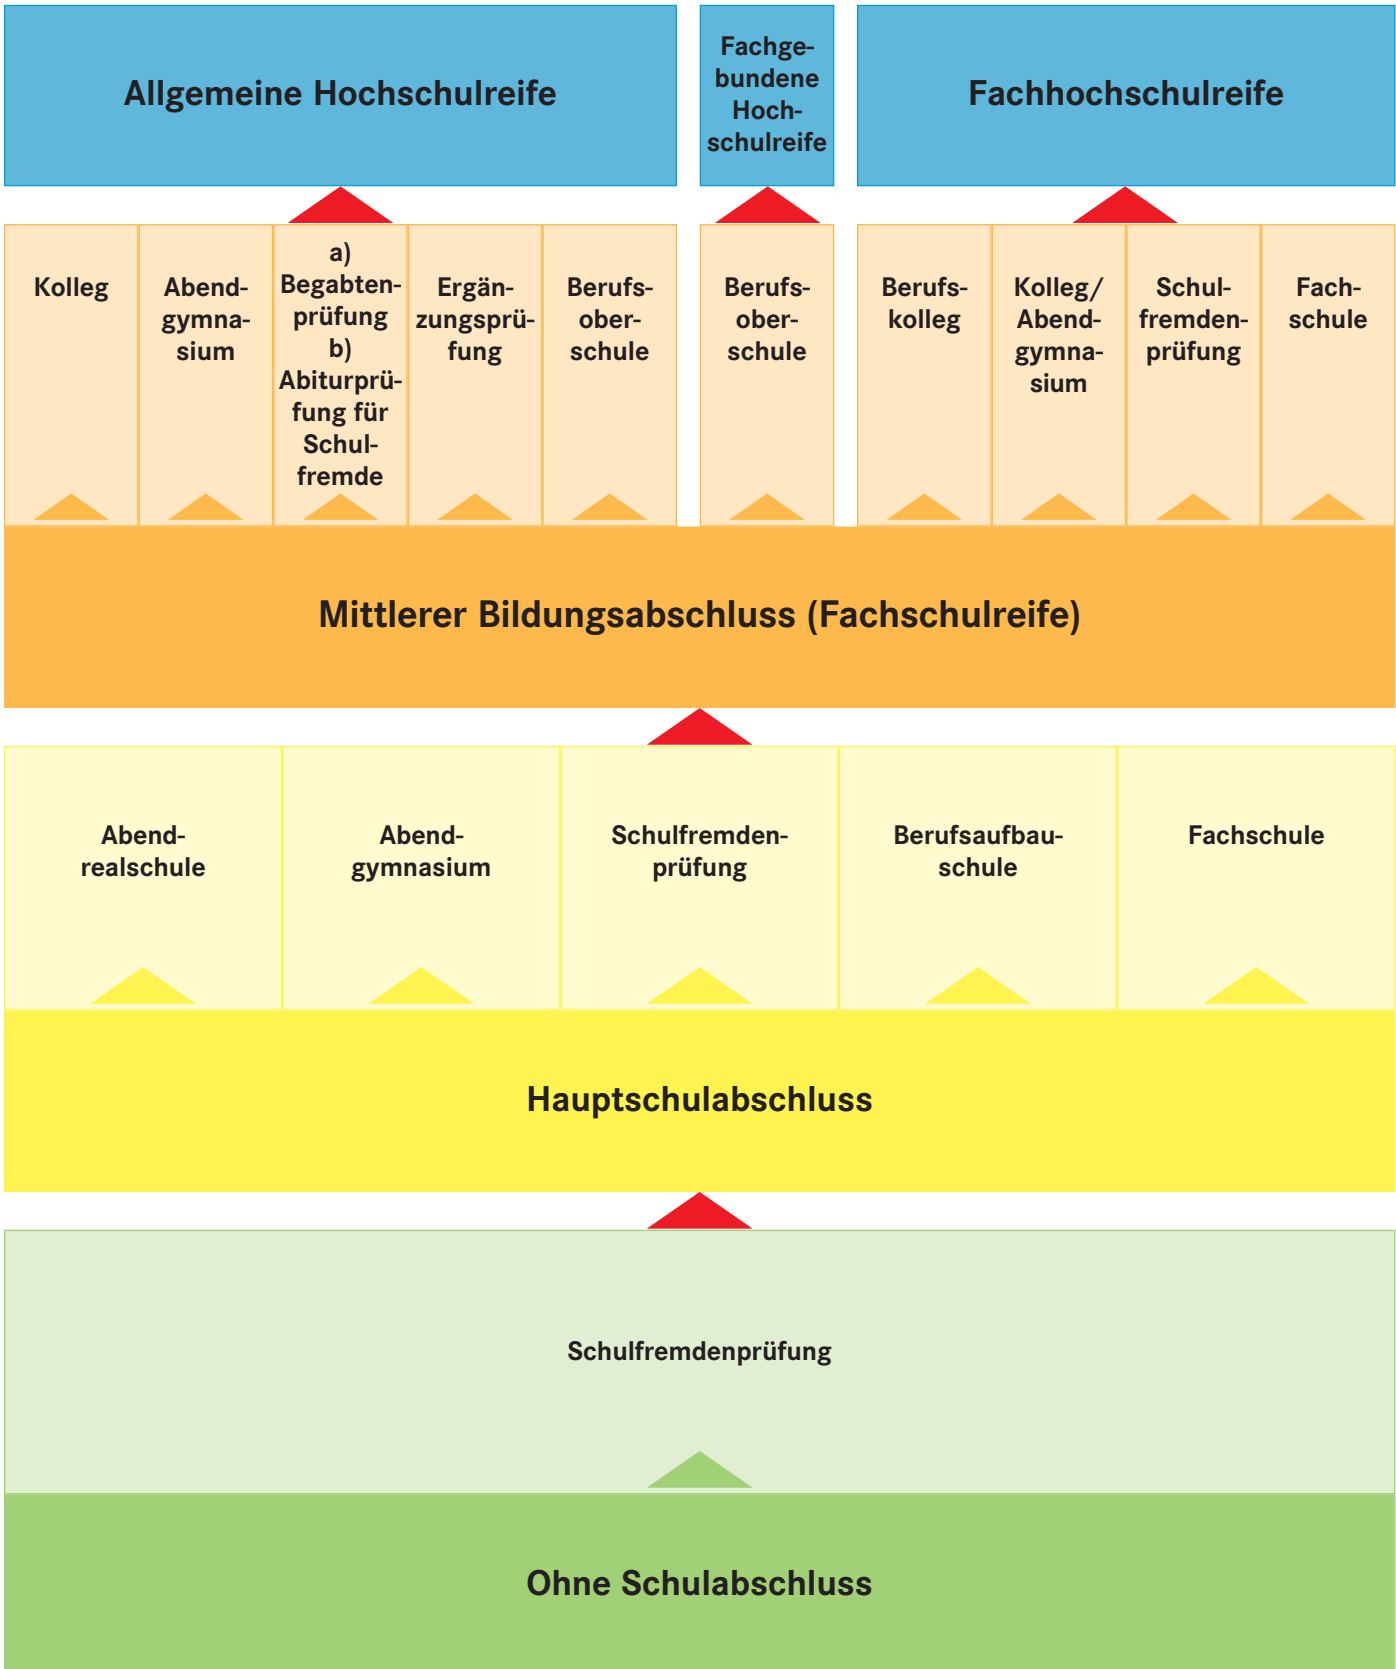 Allgemeine Hochschulreife
Fachge-
bundene
Hoch-
schulreife
Fachhochschulreife
Kolleg
Abend-
gymna-
sium
a)
Begabten-
prüfung
b)
Abiturprü-
fung für
Schul-
fremde
Ergän-
zungsprü-
fung
Berufs-
ober-
schule
Berufs-
ober-
schule
Berufs-
kolleg
Kolleg/
Abend-
gymna-
sium
Schul-
fremden-
prüfung
Fach-
schule
Mittlerer Bildungsabschluss (Fachschulreife)
Abend-
realschule
Abend-
gymnasium
Schulfremden-
prüfung
Berufsaufbau-
schule
Fachschule
Hauptschulabschluss
Schulfremdenprüfung
Ohne Schulabschluss